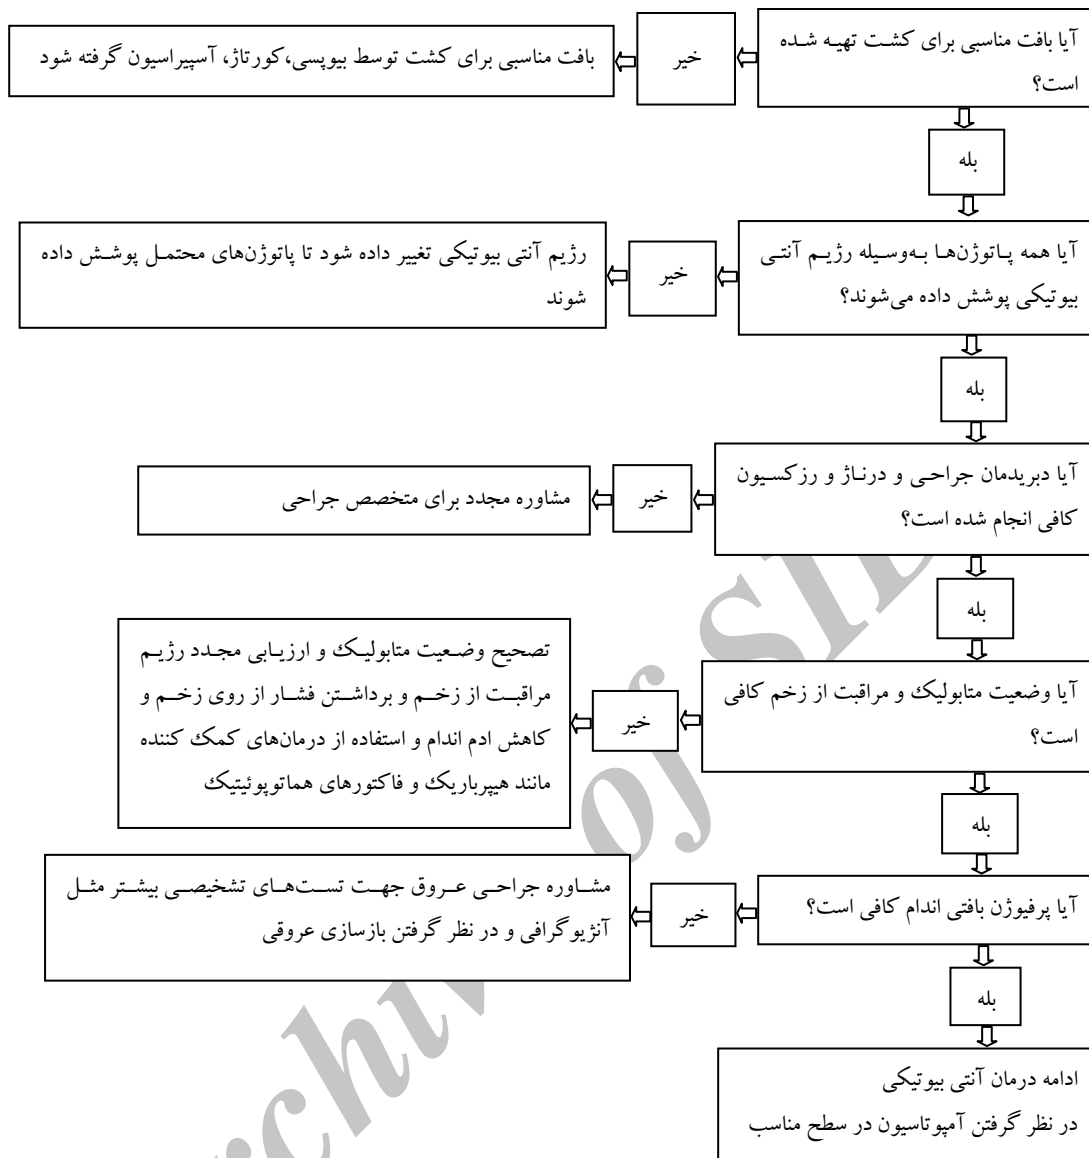 آیا بافت مناسبی برای کشت تهیه شده
است؟
خیر
بافت مناسبی برای کشت توسط بیوپسی،کورتاژ، آسپیراسیون گرفته شود
بله
آیا همه پاتوژن‌ها به‌وسیله رژیم آنتی
بیوتیکی پوشش داده می‌شوند؟
خیر
رژیم آنتی بیوتیکی تغییر داده شود تا پاتوژن‌های محتمل پوشش داده
شوند
بله
آیا دبریدمان جراحی و درناژ و رزکسیون
کافی انجام شده است؟
خیر
مشاوره مجدد برای متخصص جراحی
بله
آیا وضعیت متابولیک و مراقبت از زخم کافی
است؟
خیر
تصحیح وضعیت متابولیک و ارزیابی مجدد رژیم
مراقبت از زخم و برداشتن فشار از روی زخم و
کاهش ادم اندام و استفاده از درمان‌های کمک کننده
مانند هیپرباریک و فاکتورهای هماتوپوئیتیک
بله
آیا پرفیوژن بافتی اندام کافی است؟
خیر
مشاوره جراحی عروق جهت تست‌های تشخیصی بیشتر مثل
آنژیوگرافی و در نظر گرفتن بازسازی عروقی
بله
ادامه درمان آنتی بیوتیکی
در نظر گرفتن آمپوتاسیون در سطح مناسب